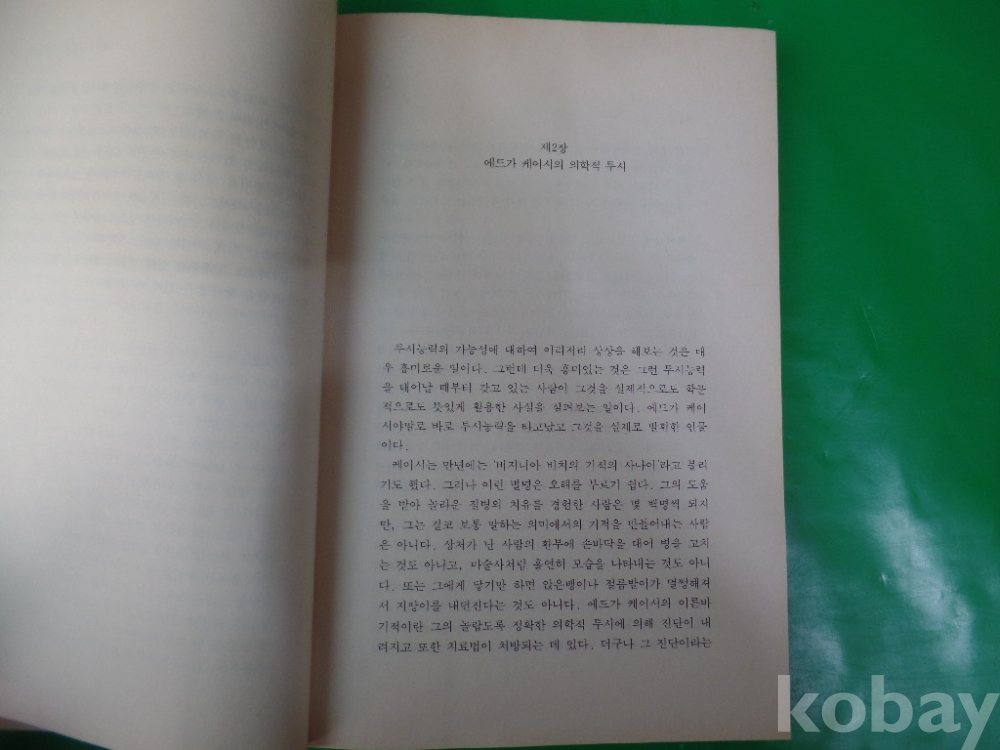 제2장
에드가 케이시의 의학적 투시
투시능력의 가능성에 대하여 이리저리 상상을 해보는 것은 매
우 흥미로운 일이다. 그런데 더욱 흥미있는 것은 그런 투시능력
을 태어날 때부터 갖고 있는 사람이 그것을 실제적으로도 학문
적으로도 뜻있게 활용한 사실을 살펴보는 일이다. 에드가 케이
시야말로 바로 투시능력을 타고났고 그것을 실제로 발휘한 인물
이다.
케이시는 만년에는 '버지니아 비치의 기적의 사나이'라고 불리
기도 했다. 그러나 이런 별명은 오해를 부르기 쉽다. 그의 도움
을 받아 놀라운 질병의 치유를 경험한 사람은 몇 백명씩 되지
만, 그는 결코 보통 말하는 의미에서의 기적을 만들어내는 사람
은 아니다. 상처가 난 사람의 환부에 손바닥을 대어 병을 고치
는 것도 아니고, 마술사처럼 홀연히 모습을 나타내는 것도 아니
다. 또는 그에게 닿기만 하면 앉은뱅이나 절름발이가 멀쩡해져
서 지팡이를 내던진다는 것도 아니다. 에드가 케이시의 이른바
기적이란 그의 놀랍도록 정확한 의학적 투시에 의해 진단이 내
려지고 또한 치료법이 처방되는 데 있다. 더구나 그 진단이라는
kobay